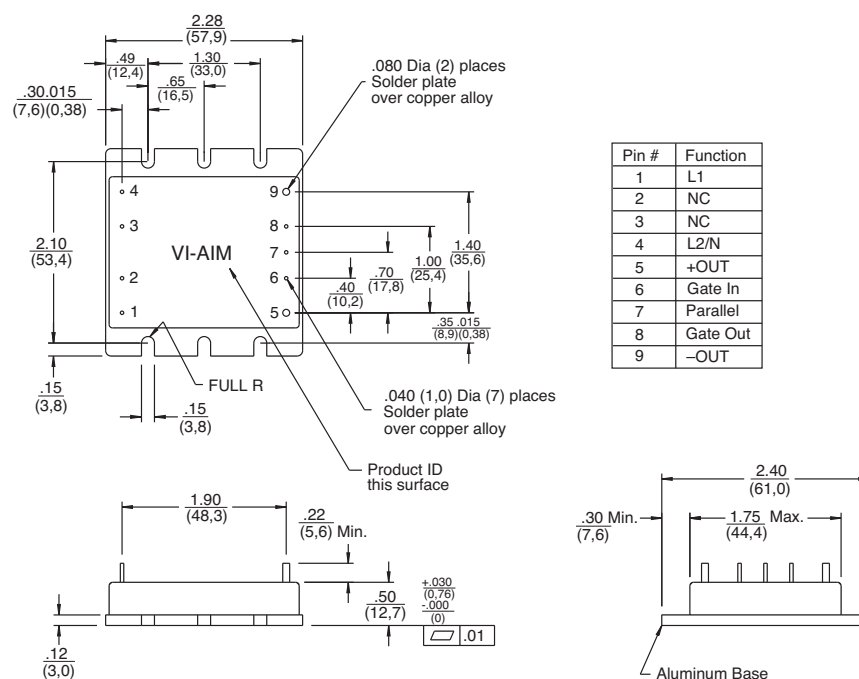 2.28
(57,9)
.49
(12,4)
1.30
(33,0)
.65
(16,5)
.30.015
(7,6)(0,38)
.080 Dia (2) places
Solder plate
over copper alloy
4
3
2
1
VI-AIM
9
8
7
6
5
2.10
(53,4)
.40
(10,2)
.70
(17,8)
1.00
(25,4)
1.40
(35,6)
.35 .015
(8,9)(0,38)
.15
(3,8)
FULL R
.15
(3,8)
.040 (1,0) Dia (7) places
Solder plate
over copper alloy
Product ID
this surface
Pin # Function
1 L1
2 NC
3 NC
4 L2/N
5 +OUT
6 Gate In
7 Parallel
8 Gate Out
9 –OUT
1.90
(48,3)
.22
(5,6) Min.
.50
(12,7)
+.030
(0,76)
-.000
(0)
.01
.12
(3,0)
2.40
(61,0)
.30 Min.
(7,6)
1.75 Max.
(44,4)
Aluminum Base